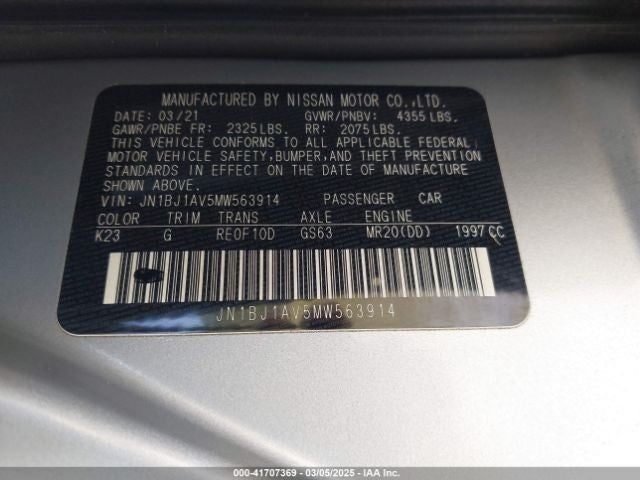 MANUFACTURED BY NISSAN MOTOR CO.,LTD.
DATE: 03/21 GVWR/PNBV: 4355 LBS.
GAWR/PNBE FR: 2325 LBS. RR: 2075 LBS.
THIS VEHICLE CONFORMS TO ALL APPLICABLE FEDERAL
MOTOR VEHICLE SAFETY, BUMPER, AND THEFT PREVENTION
STANDARDS IN EFFECT ON THE DATE OF MANUFACTURE
SHOWN ABOVE.
VIN: JN1BJ1AV5MW563914 PASSENGER CAR
COLOR TRIM TRANS AXLE ENGINE
K23 G RE0F10D GS63 MR20(DD) 1997 CC
JN1BJ1AV5MW563914
000-41707369 — 03/05/2025 — IAA Inc.